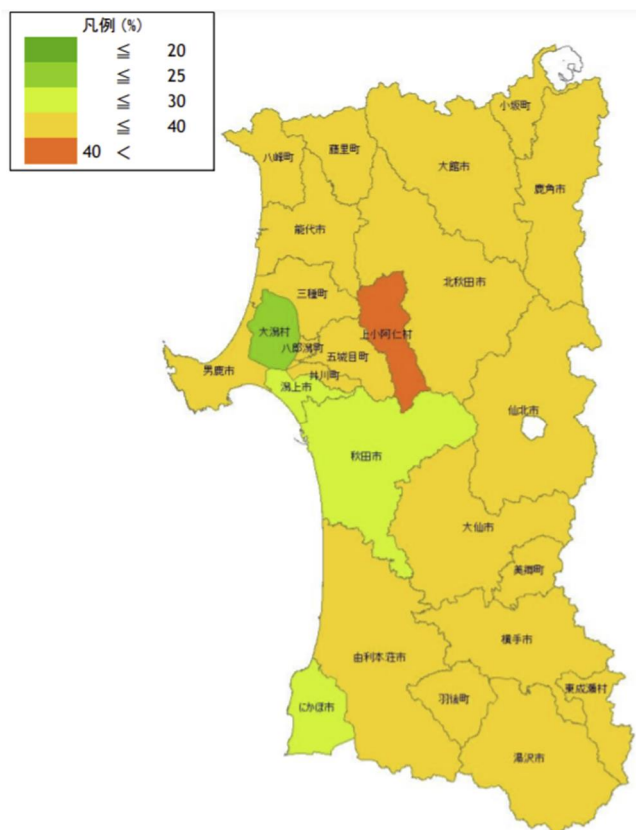 凡例 (%)
≦ 20
≦ 25
≦ 30
≦ 40
40 <
小坂町
八峰町
藤里町
大館市
鹿角市
能代市
北秋田市
三種町
大潟村
上小阿仁村
八郎潟町
五城目町
男鹿市
井川町
潟上市
仙北市
秋田市
大仙市
美郷町
横手市
由利本荘市
東成瀬村
羽後町
にかほ市
湯沢市